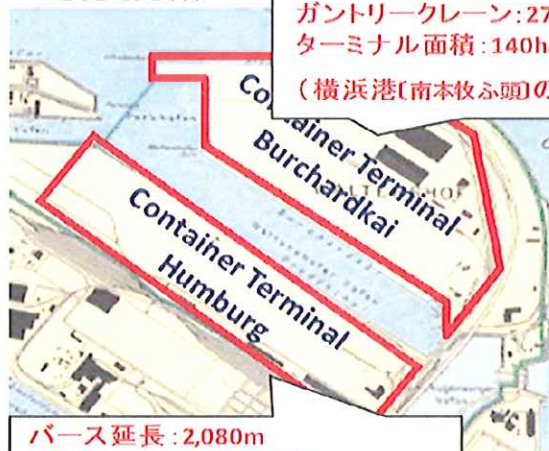 ガントリークレーン:27
ターミナル面積:140h
(横浜港[南本牧ふ頭]の
Container Terminal
Burchardkai
Container Terminal
Humburg
バース延長:2,080m